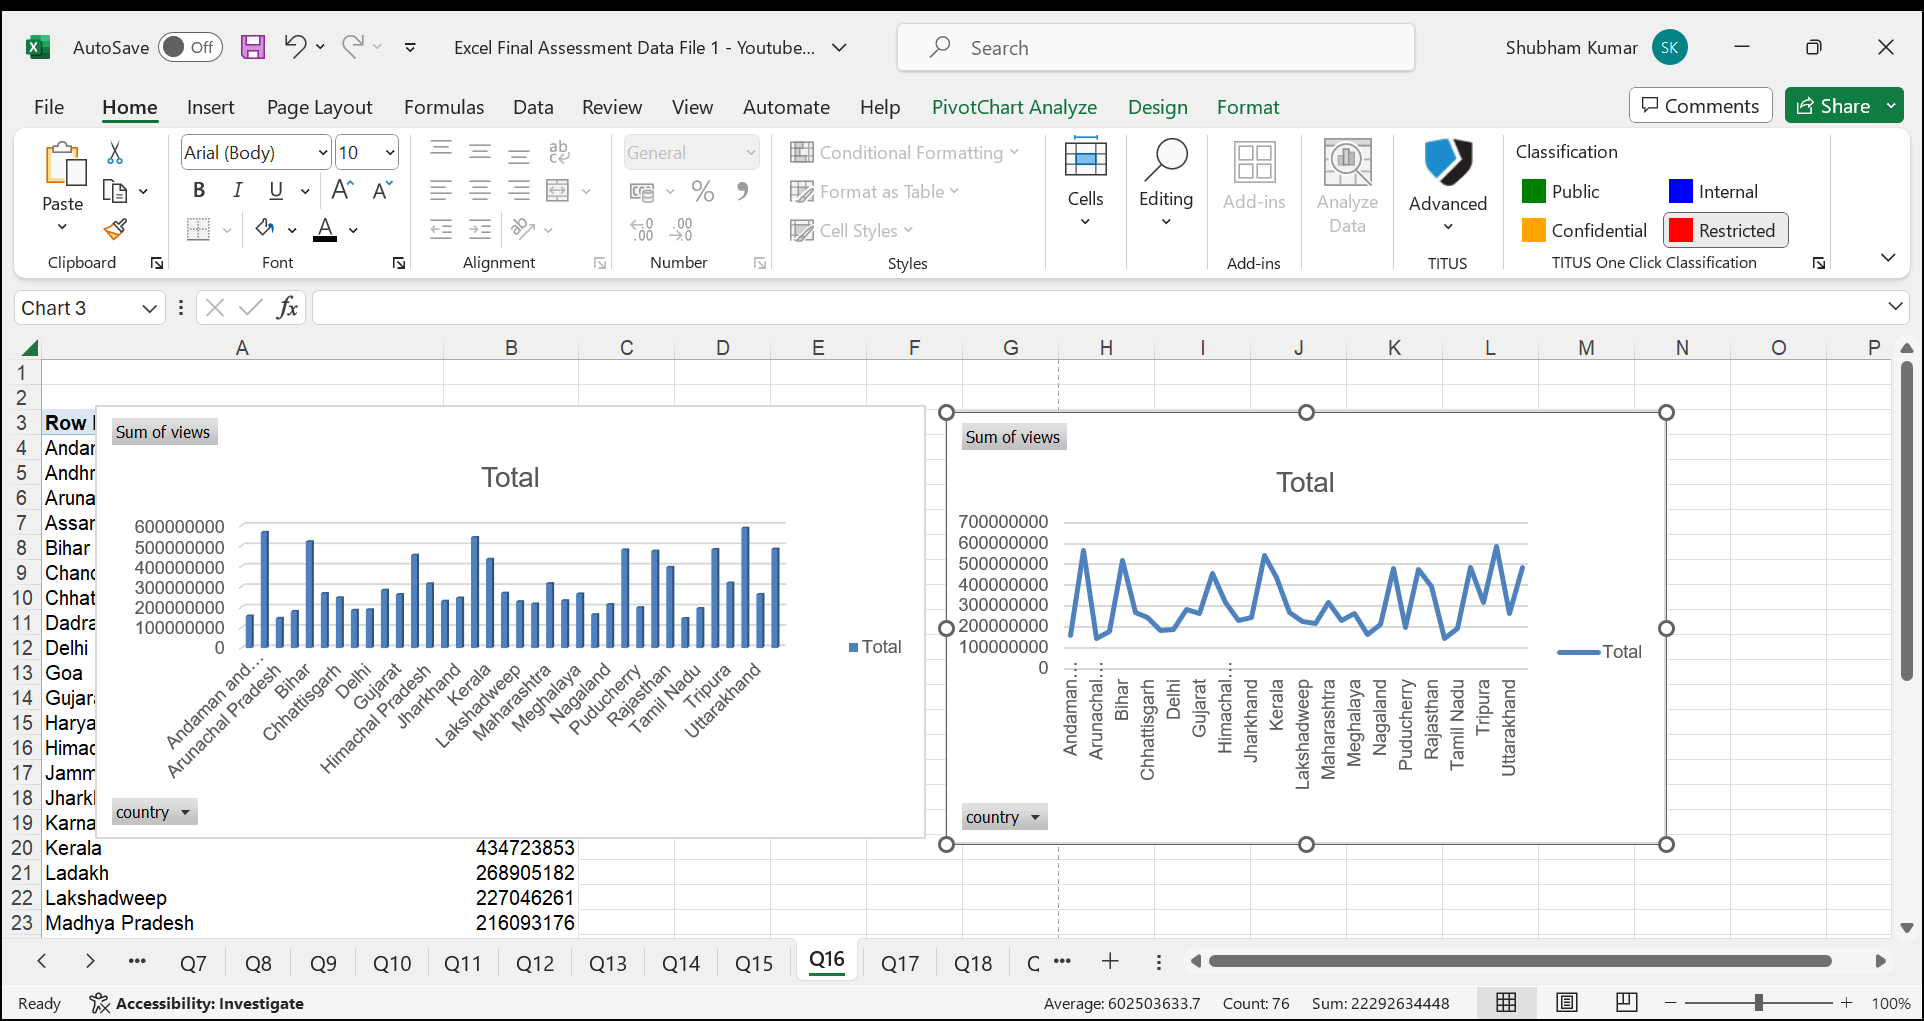 AutoSave Off Excel Final Assessment Data File 1 - Youtube... Search Shubham Kumar SK
File Home Insert Page Layout Formulas Data Review View Automate Help PivotChart Analyze Design Format Comments Share
Paste
Clipboard
Arial (Body) 10
B I U A A
A
Font
ab
Alignment
General
% 9
.00 .00
Number
Conditional Formatting
Format as Table
Cell Styles
Styles
Cells
Editing
Add-ins
Add-ins
Analyze
Data
Advanced
TITUS
Classification
Public Internal
Confidential Restricted
TITUS One Click Classification
Chart 3 fx
A B C D E F G H I J K L M N O P
1
2
3 Row
4 Andar
5 Andhr
6 Aruna
7 Assar
8 Bihar
9 Chand
10 Chhat
11 Dadra
12 Delhi
13 Goa
14 Gujar
15 Harya
16 Himac
17 Jamm
18 Jhark
19 Karna
20 Kerala 434723853
21 Ladakh 268905182
22 Lakshadweep 227046261
23 Madhya Pradesh 216093176
Sum of views
Total
600000000
500000000
400000000
300000000
200000000
100000000
0
Total
Andaman and...
Arunachal Pradesh
Bihar
Chhattisgarh
Delhi
Gujarat
Himachal Pradesh
Jharkhand
Kerala
Lakshadweep
Maharashtra
Meghalaya
Nagaland
Puducherry
Rajasthan
Tamil Nadu
Tripura
Uttarakhand
country
Sum of views
Total
700000000
600000000
500000000
400000000
300000000
200000000
100000000
0
Total
Andaman...
Arunachal...
Bihar
Chhattisgarh
Delhi
Gujarat
Himachal...
Jharkhand
Kerala
Lakshadweep
Maharashtra
Meghalaya
Nagaland
Puducherry
Rajasthan
Tamil Nadu
Tripura
Uttarakhand
country
... Q7 Q8 Q9 Q10 Q11 Q12 Q13 Q14 Q15 Q16 Q17 Q18 ...
Ready Accessibility: Investigate Average: 602503633.7 Count: 76 Sum: 22292634448 100%